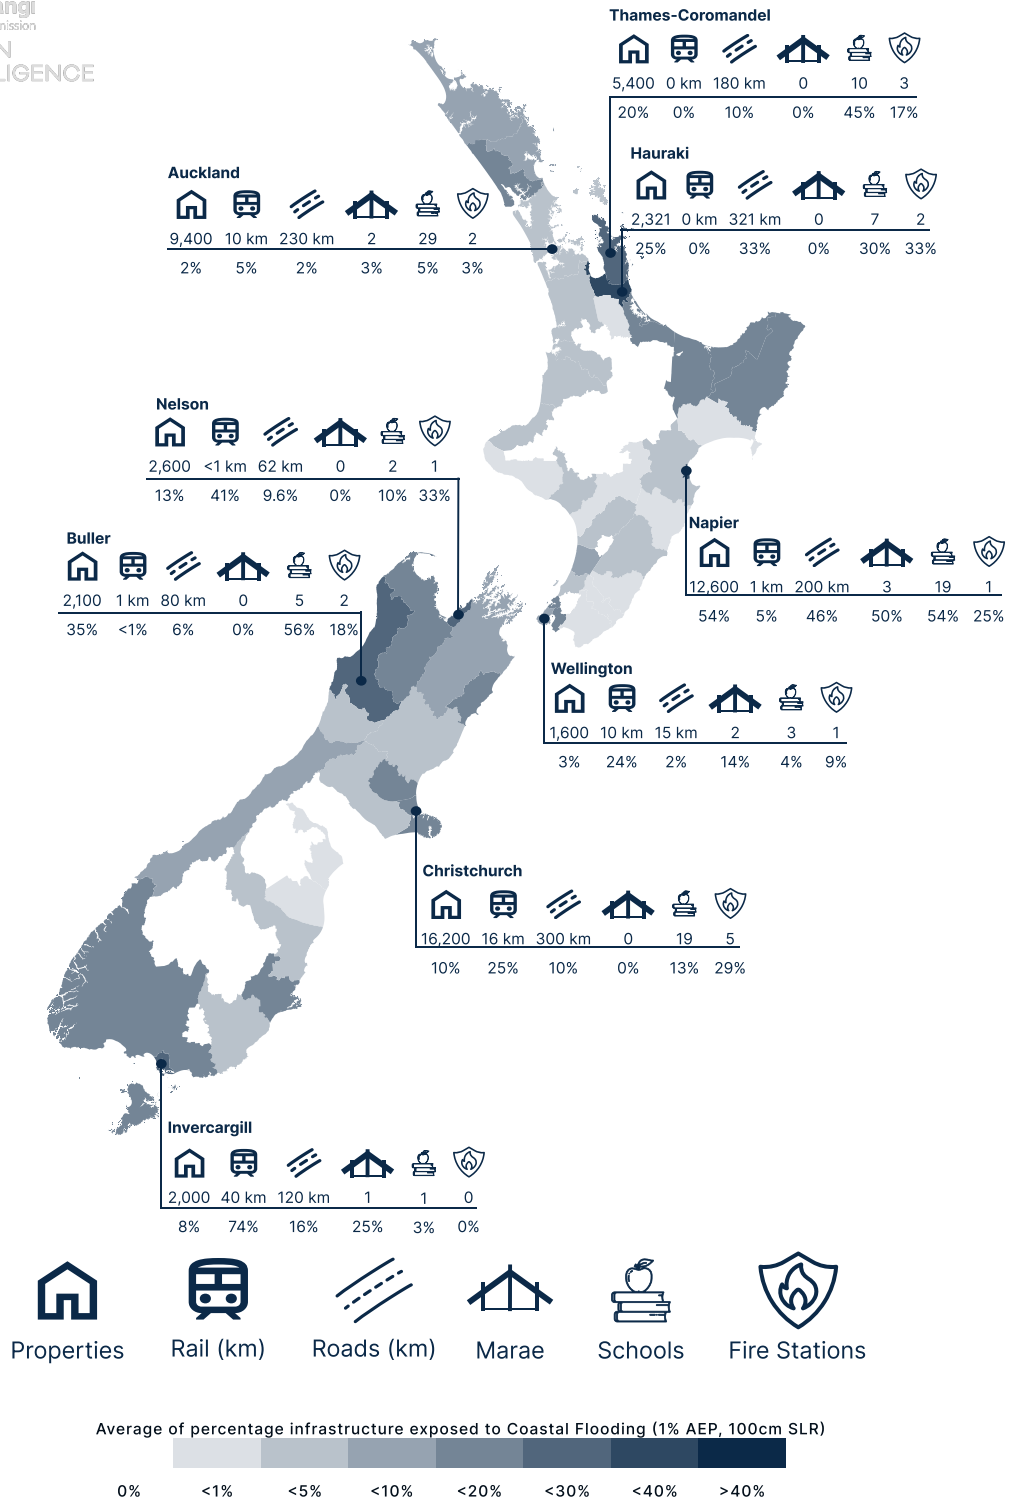 angi
mission
N
LIGENCE
Thames-Coromandel
5,400 0 km 180 km 0 10 3
20% 0% 10% 0% 45% 17%
Hauraki
2,321 0 km 321 km 0 7 2
25% 0% 33% 0% 30% 33%
Auckland
9,400 10 km 230 km 2 29 2
2% 5% 2% 3% 5% 3%
Nelson
2,600 <1 km 62 km 0 2 1
13% 41% 9.6% 0% 10% 33%
Buller
2,100 1 km 80 km 0 5 2
35% <1% 6% 0% 56% 18%
Napier
12,600 1 km 200 km 3 19 1
54% 5% 46% 50% 54% 25%
Wellington
1,600 10 km 15 km 2 3 1
3% 24% 2% 14% 4% 9%
Christchurch
16,200 16 km 300 km 0 19 5
10% 25% 10% 0% 13% 29%
Invercargill
2,000 40 km 120 km 1 1 0
8% 74% 16% 25% 3% 0%
Properties Rail (km) Roads (km) Marae Schools Fire Stations
Average of percentage infrastructure exposed to Coastal Flooding (1% AEP, 100cm SLR)
0% <1% <5% <10% <20% <30% <40% >40%